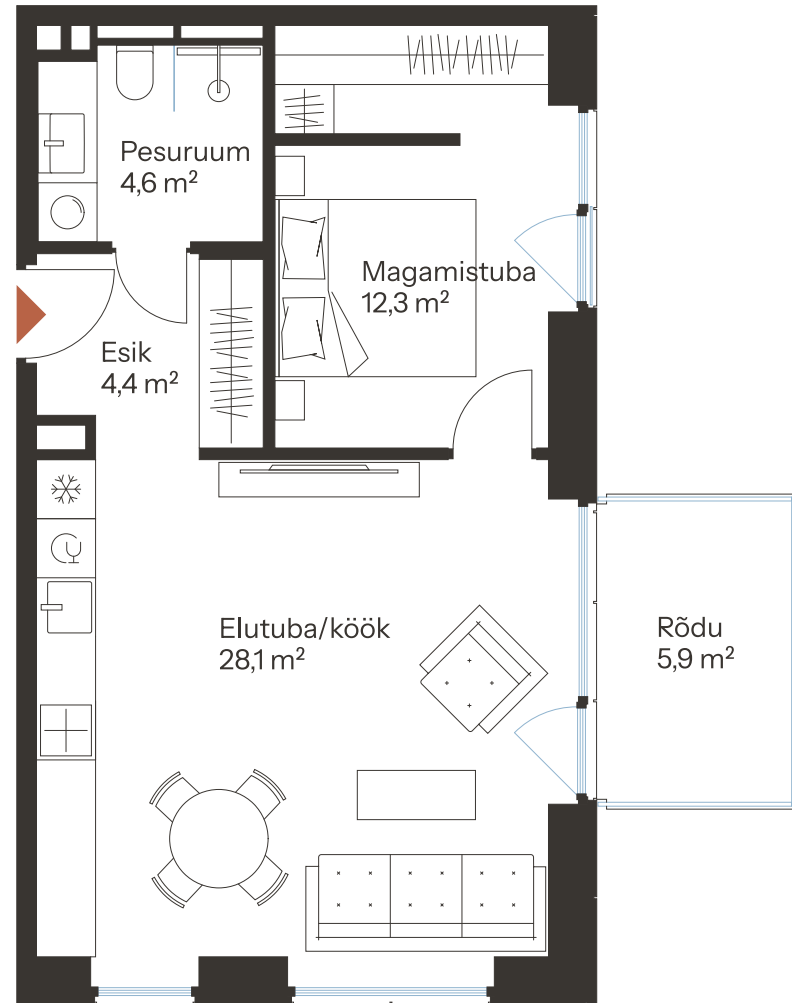 Pesuruum
4,6 m²
Magamistuba
12,3 m²
Esik
4,4 m²
Elutuba/köök
28,1 m²
Rõdu
5,9 m²